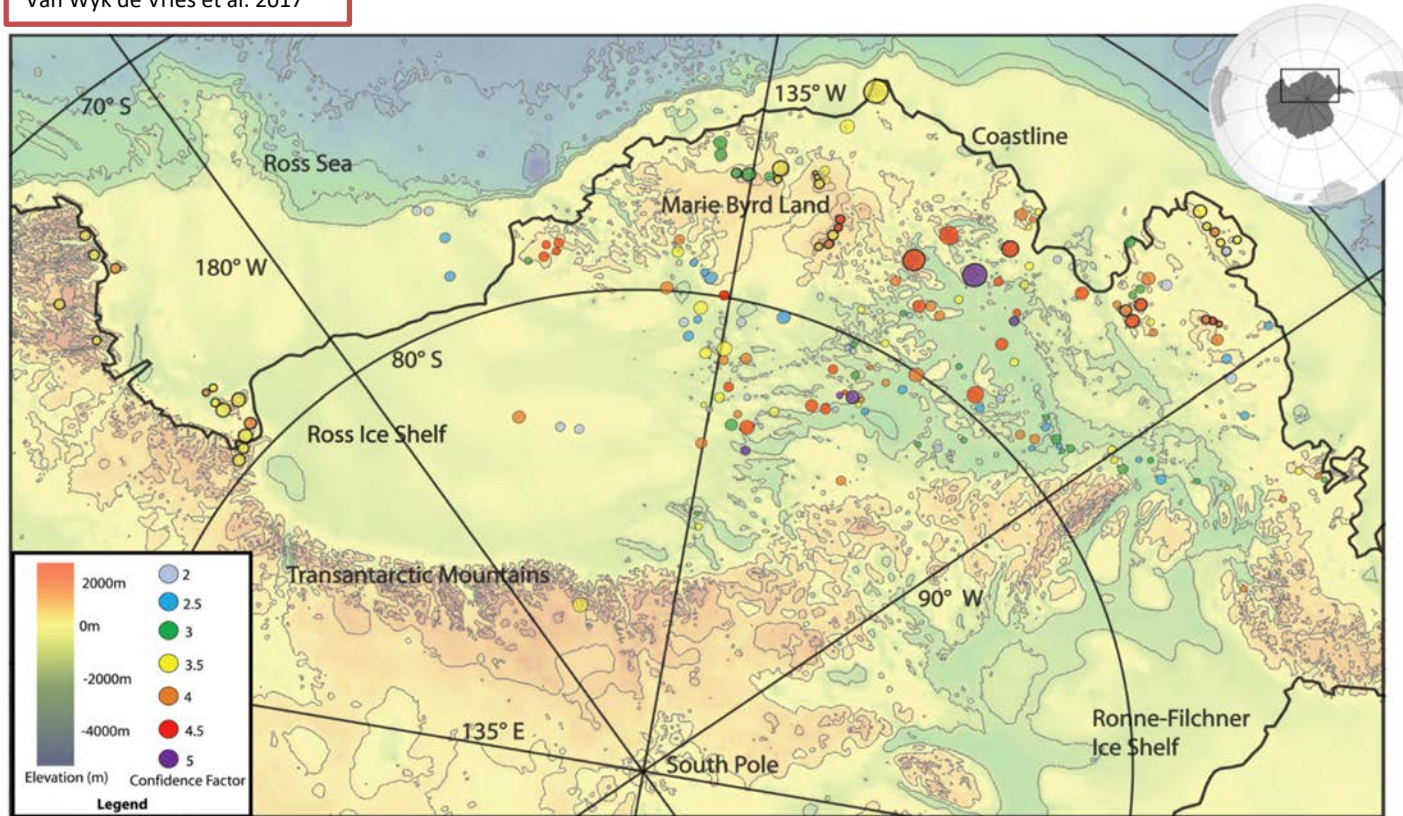 Van Wyk de Vries et al. 2017
70° S
135° W
Coastline
Ross Sea
Marie Byrd Land
180° W
80° S
Ross Ice Shelf
Transantarctic Mountains
90° W
135° E
South Pole
Ronne-Filchner
Ice Shelf
2000m
0m
-2000m
-4000m
Elevation (m)
2
2.5
3
3.5
4
4.5
5
Confidence Factor
Legend